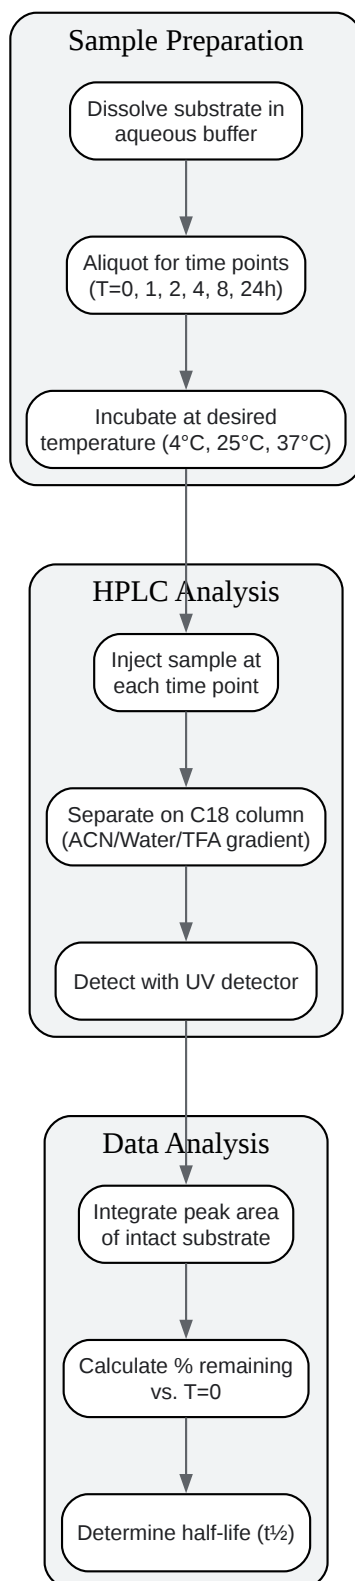 Sample Preparation
Dissolve substrate in
aqueous buffer
Aliquot for time points
(T=0, 1, 2, 4, 8, 24h)
Incubate at desired
temperature (4°C, 25°C, 37°C)
HPLC Analysis
Inject sample at
each time point
Separate on C18 column
(ACN/Water/TFA gradient)
Detect with UV detector
Data Analysis
Integrate peak area
of intact substrate
Calculate % remaining
vs. T=0
Determine half-life (t½)